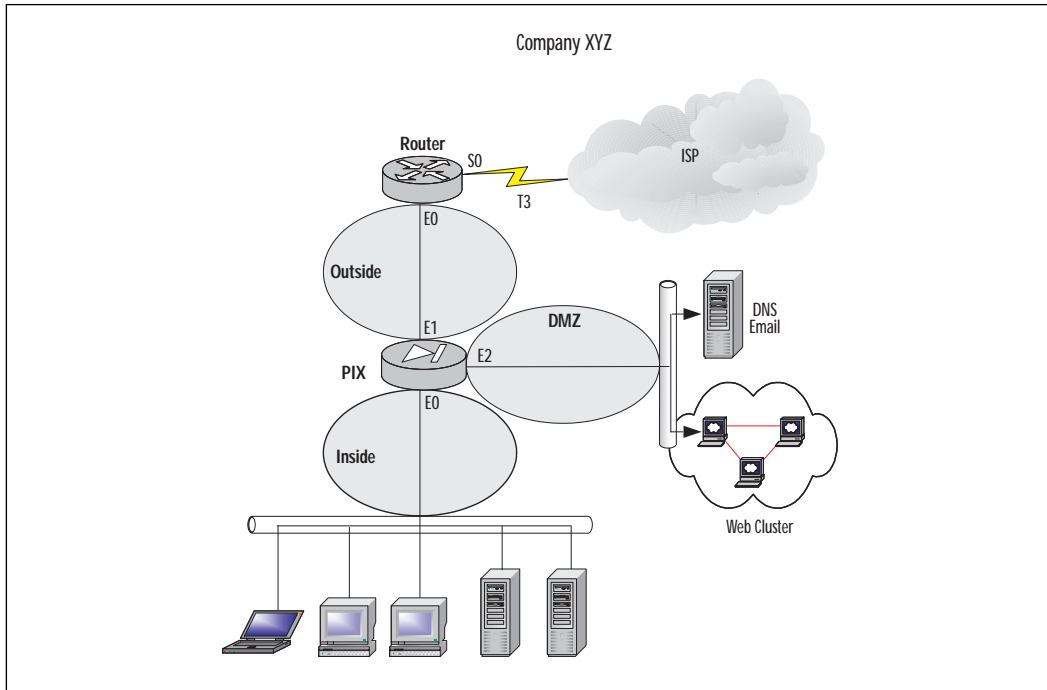 Company XYZ
Router
S0
ISP
T3
E0
Outside
E1
DMZ
DNS
Email
E2
PIX
E0
Inside
Web Cluster